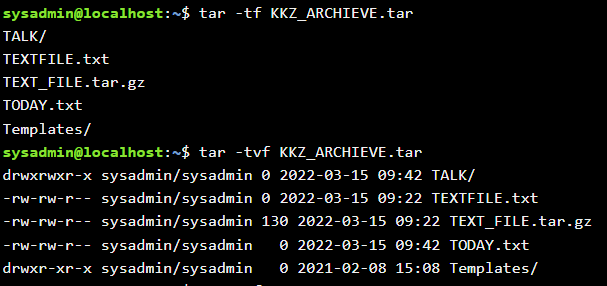 sysadmin@localhost:~$ tar -tf KKZ_ARCHIEVE.tar
TALK/
TEXTFILE.txt
TEXT_FILE.tar.gz
TODAY.txt
Templates/
sysadmin@localhost:~$ tar -tvf KKZ_ARCHIEVE.tar
drwxrwxr-x sysadmin/sysadmin 0 2022-03-15 09:42 TALK/
-rw-rw-r-- sysadmin/sysadmin 0 2022-03-15 09:22 TEXTFILE.txt
-rw-rw-r-- sysadmin/sysadmin 130 2022-03-15 09:22 TEXT_FILE.tar.gz
-rw-rw-r-- sysadmin/sysadmin   0 2022-03-15 09:42 TODAY.txt
drwxr-xr-x sysadmin/sysadmin   0 2021-02-08 15:08 Templates/